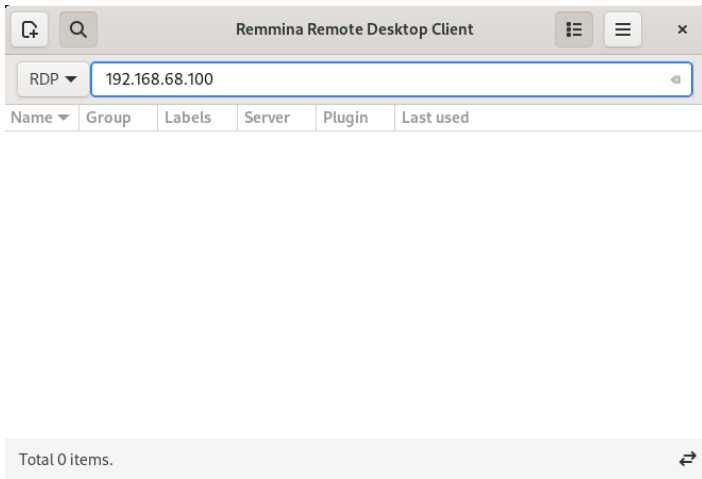 Remmina Remote Desktop Client
RDP 192.168.68.100
Name Group Labels Server Plugin Last used
Total 0 items.